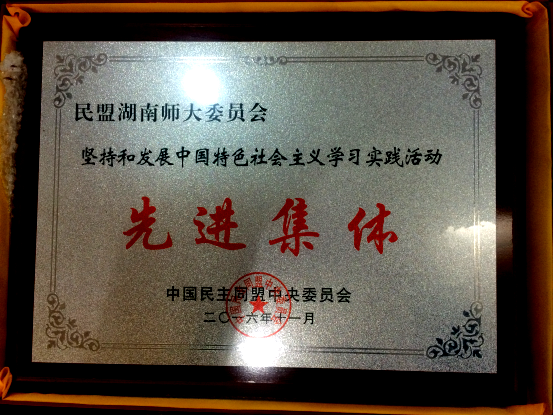 民盟湖南师大委员会
坚持和发展中国特色社会主义学习实践活动
先进集体
中国民主同盟中央委员会
二〇一六年十一月